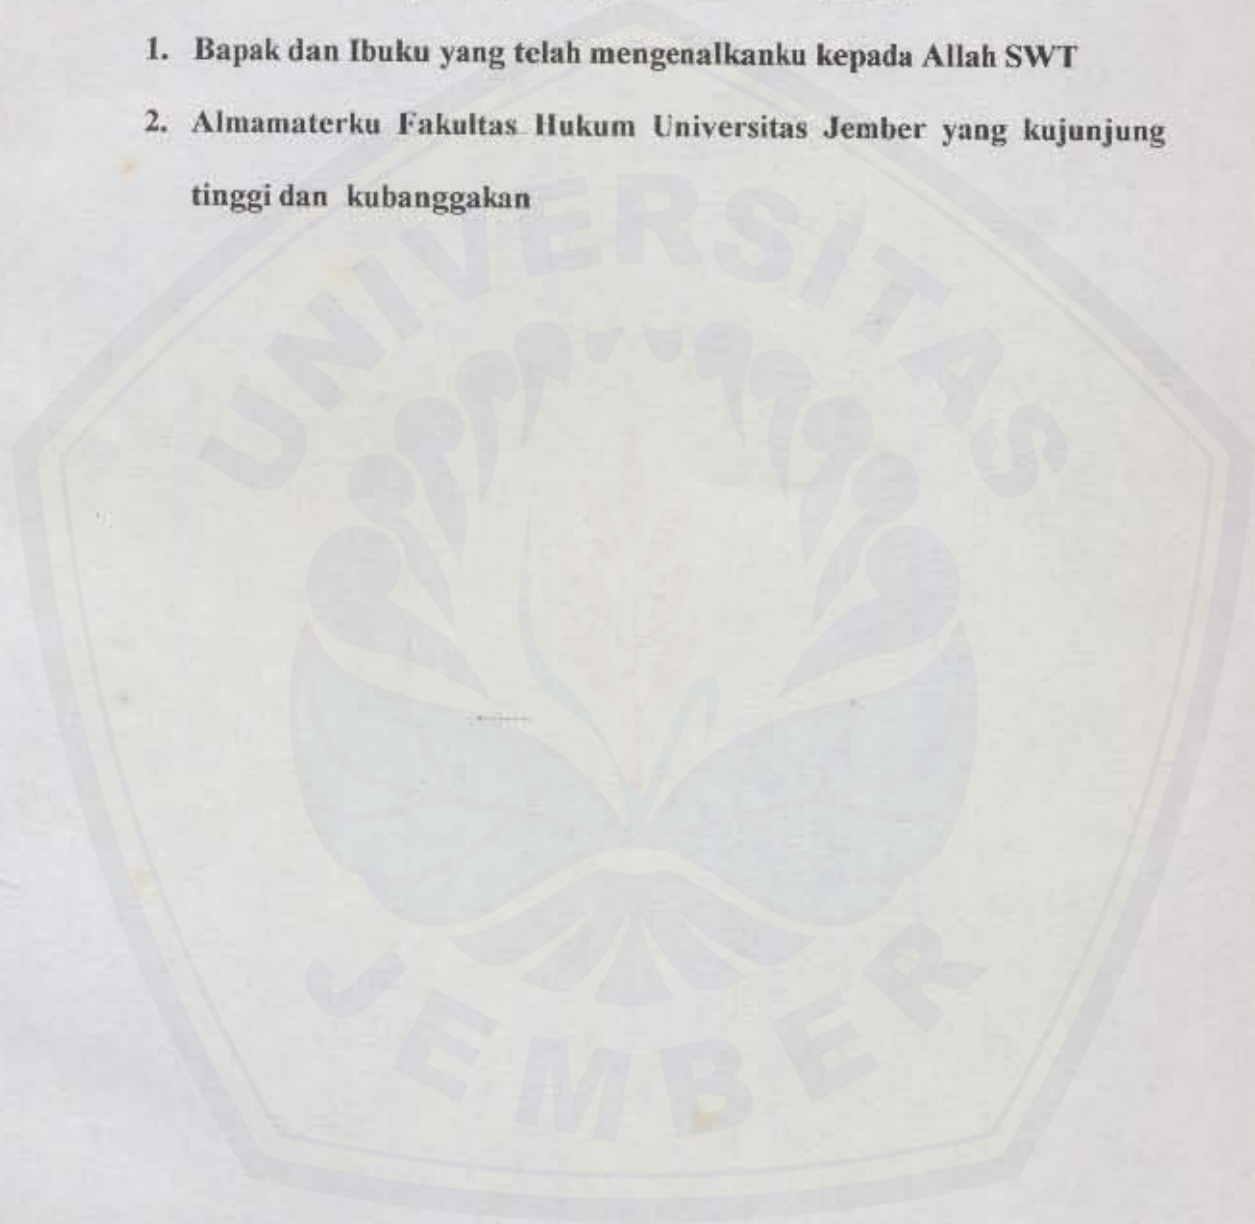 1. Bapak dan Ibuku yang telah mengenalkanku kepada Allah SWT
2. Almamaterku Fakultas Hukum Universitas Jember yang kujunjung
tinggi dan kubanggakan
UNIVERSITAS
JEMBER